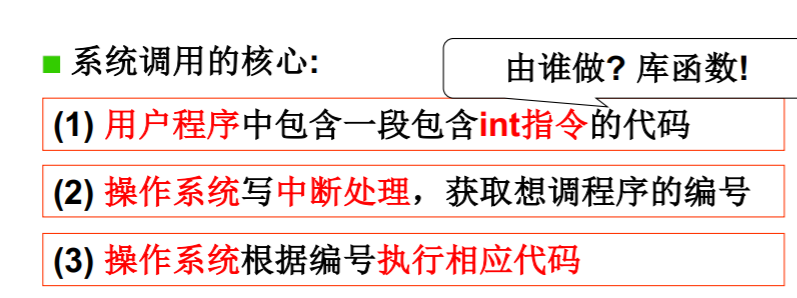 系统调用的核心:
由谁做? 库函数!
(1) 用户程序中包含一段包含int指令的代码
(2) 操作系统写中断处理，获取想调程序的编号
(3) 操作系统根据编号执行相应代码